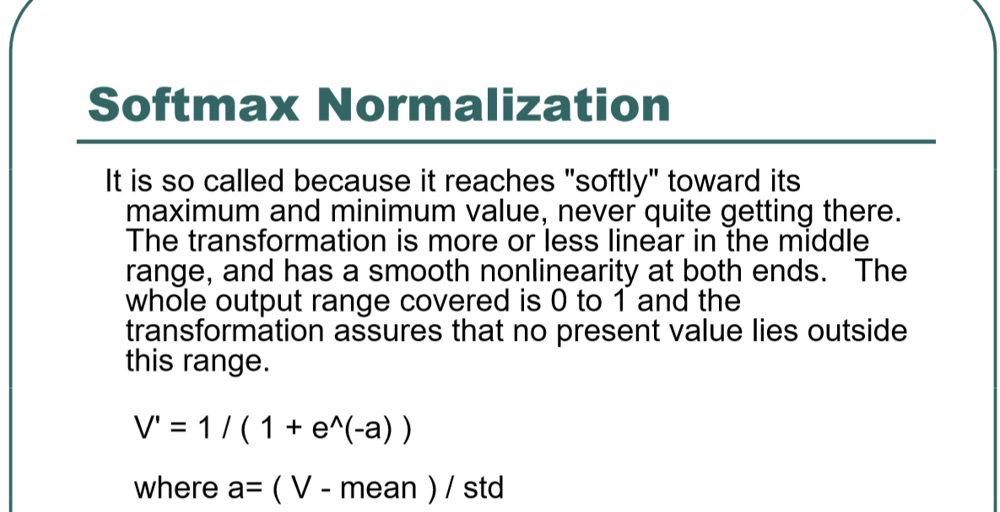 Softmax Normalization
It is so called because it reaches "softly" toward its
maximum and minimum value, never quite getting there.
The transformation is more or less linear in the middle
range, and has a smooth nonlinearity at both ends. The
whole output range covered is 0 to 1 and the
transformation assures that no present value lies outside
this range.
V' = 1 / ( 1 + e^(-a) )
where a= ( V - mean ) / std